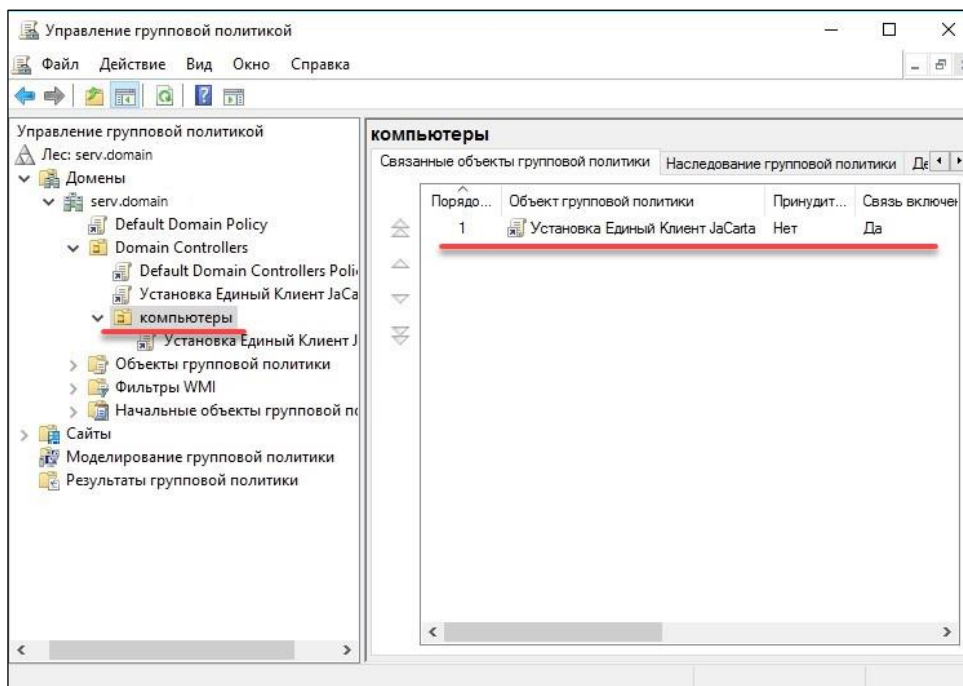 Управление групповой политикой
Файл Действие Вид Окно Справка
Управление групповой политикой
Лес: serv.domain
Домены
serv.domain
Default Domain Policy
Domain Controllers
Default Domain Controllers Poli
Установка Единый Клиент JaCa
компьютеры
Установка Единый Клиент J
Объекты групповой политики
Фильтры WMI
Начальные объекты групповой по
Сайты
Моделирование групповой политики
Результаты групповой политики
компьютеры
Связанные объекты групповой политики Наследование групповой политики Де
Порядо... Объект групповой политики Принудит... Связь включен
1 Установка Единый Клиент JaCarta Нет Да